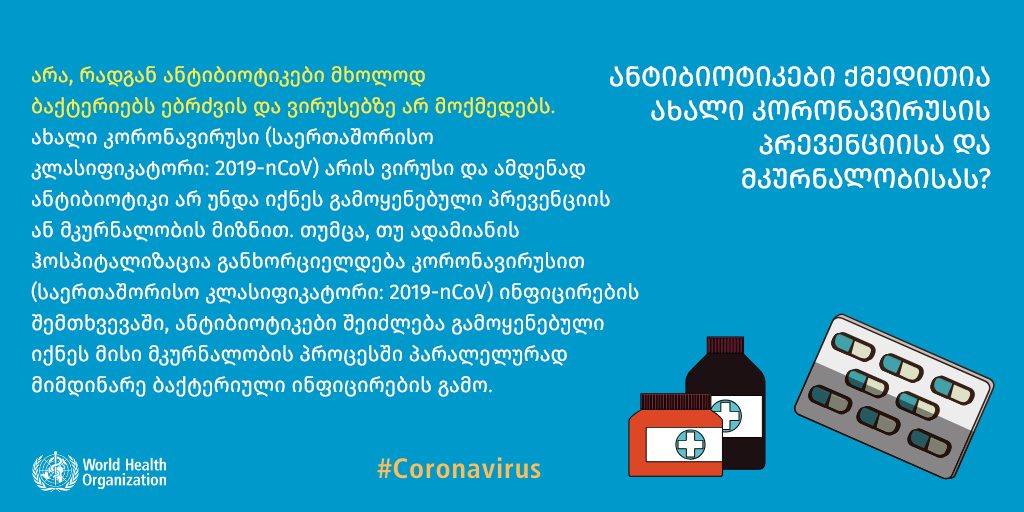 ანტიბიოტიკები ქმედითია
ახალი კორონავირუსის
პრევენციისა და
მკურნალობისას?
არა, რადგან ანტიბიოტიკები მხოლოდ
ბაქტერიებს ებრძვის და ვირუსებზე არ მოქმედებს.
ახალი კორონავირუსი (საერთაშორისო
კლასიფიკატორი: 2019-nCoV) არის ვირუსი და ამდენად
ანტიბიოტიკი არ უნდა იქნეს გამოყენებული პრევენციის
ან მკურნალობის მიზნით. თუმცა, თუ ადამიანის
ჰოსპიტალიზაცია განხორციელდება კორონავირუსით
(საერთაშორისო კლასიფიკატორი: 2019-nCoV) ინფიცირების
შემთხვევაში, ანტიბიოტიკები შეიძლება გამოყენებული
იქნეს მისი მკურნალობის პროცესში პარალელურად
მიმდინარე ბაქტერიული ინფიცირების გამო.
World Health
Organization
#Coronavirus